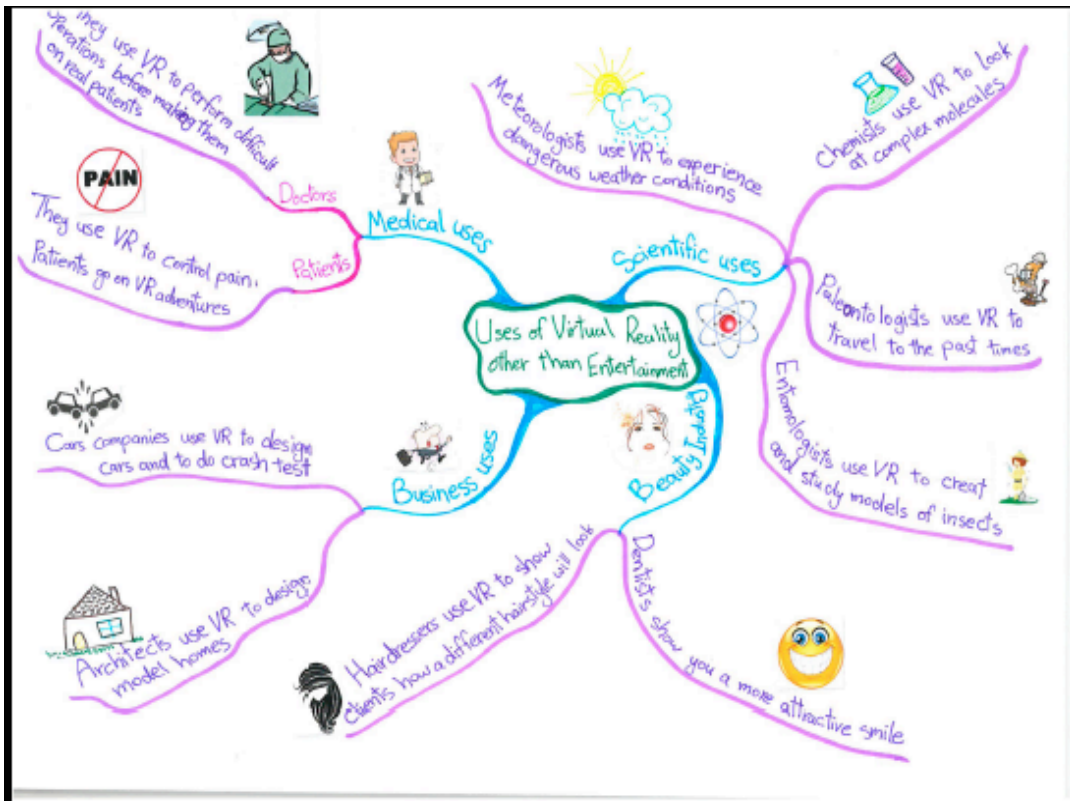 They use VR to perform difficult
operations before making them
on real patients
Doctors
PAIN
They use VR to control pain.
Patients go on VR adventures
Patients
Medical uses
Meteorologists use VR to experience
dangerous weather conditions
Chemists use VR to look
at complex molecules
Scientific uses
Paleontologists use VR to
travel to the past times
Entomologists use VR to creat
and study models of insects
Uses of Virtual Reality
other than Entertainment
Cars companies use VR to design
cars and to do crash test
Business uses
Architects use VR to design
model homes
Beauty Industry
Hairdressers use VR to show
clients how a different hairstyle will look
Dentists show you a more attractive smile